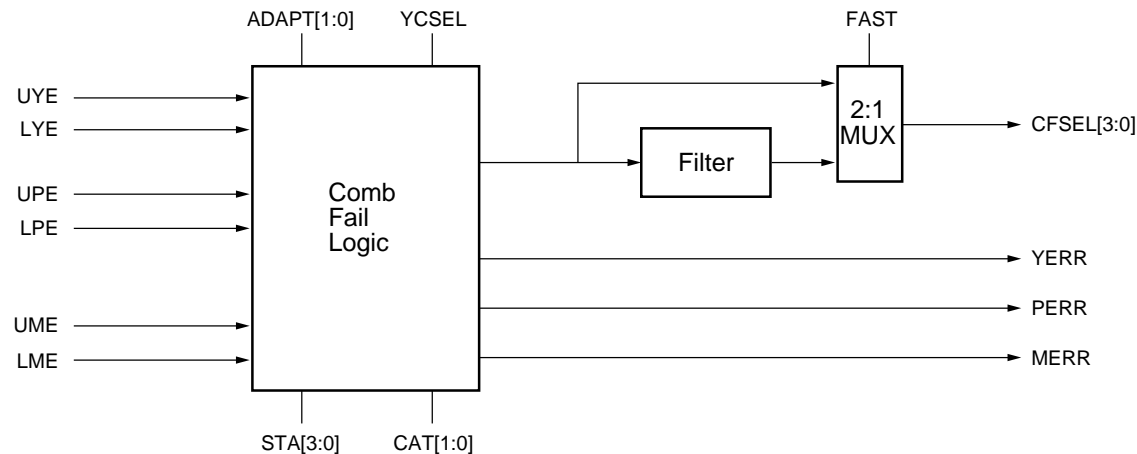 ADAPT[1:0] YCSEL FAST
UYE
LYE
UPE
LPE
UME
LME
Comb
Fail
Logic
Filter
2:1
MUX
CFSEL[3:0]
YERR
PERR
MERR
STA[3:0] CAT[1:0]